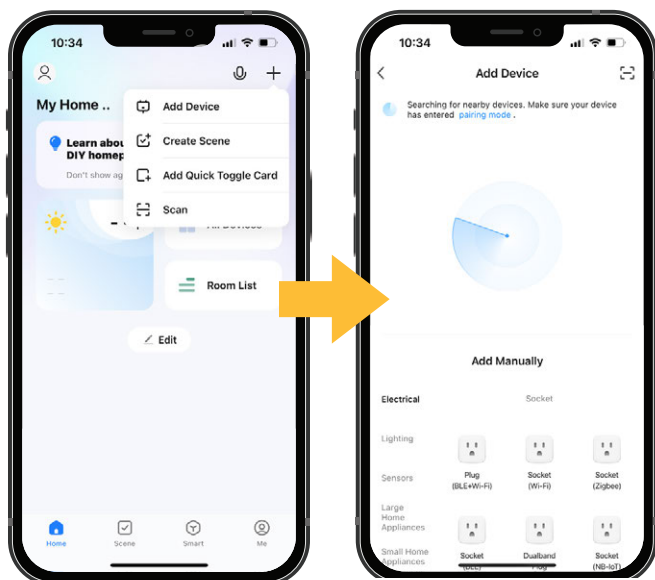 10:34
My Home ..
Add Device
Create Scene
Add Quick Toggle Card
Scan
Learn abou
DIY homep
Don't show ag
Room List
Edit
Home
Scene
Smart
Me
10:34
Add Device
Searching for nearby devices. Make sure your device
has entered pairing mode .
Add Manually
Electrical
Socket
Lighting
Sensors
Large
Home
Appliances
Small Home
Appliances
Plug
(BLE+Wi-Fi)
Socket
(Wi-Fi)
Socket
(Zigbee)
Socket
(BLE)
Dualband
Plug
Socket
(NB-IoT)